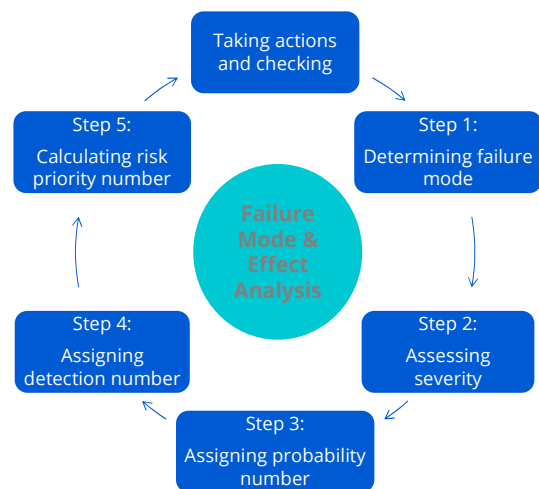 Taking actions
and checking
Step 1:
Determining failure
mode
Step 2:
Assessing
severity
Step 3:
Assigning probability
number
Step 4:
Assigning
detection number
Step 5:
Calculating risk
priority number
Failure
Mode &
Effect
Analysis